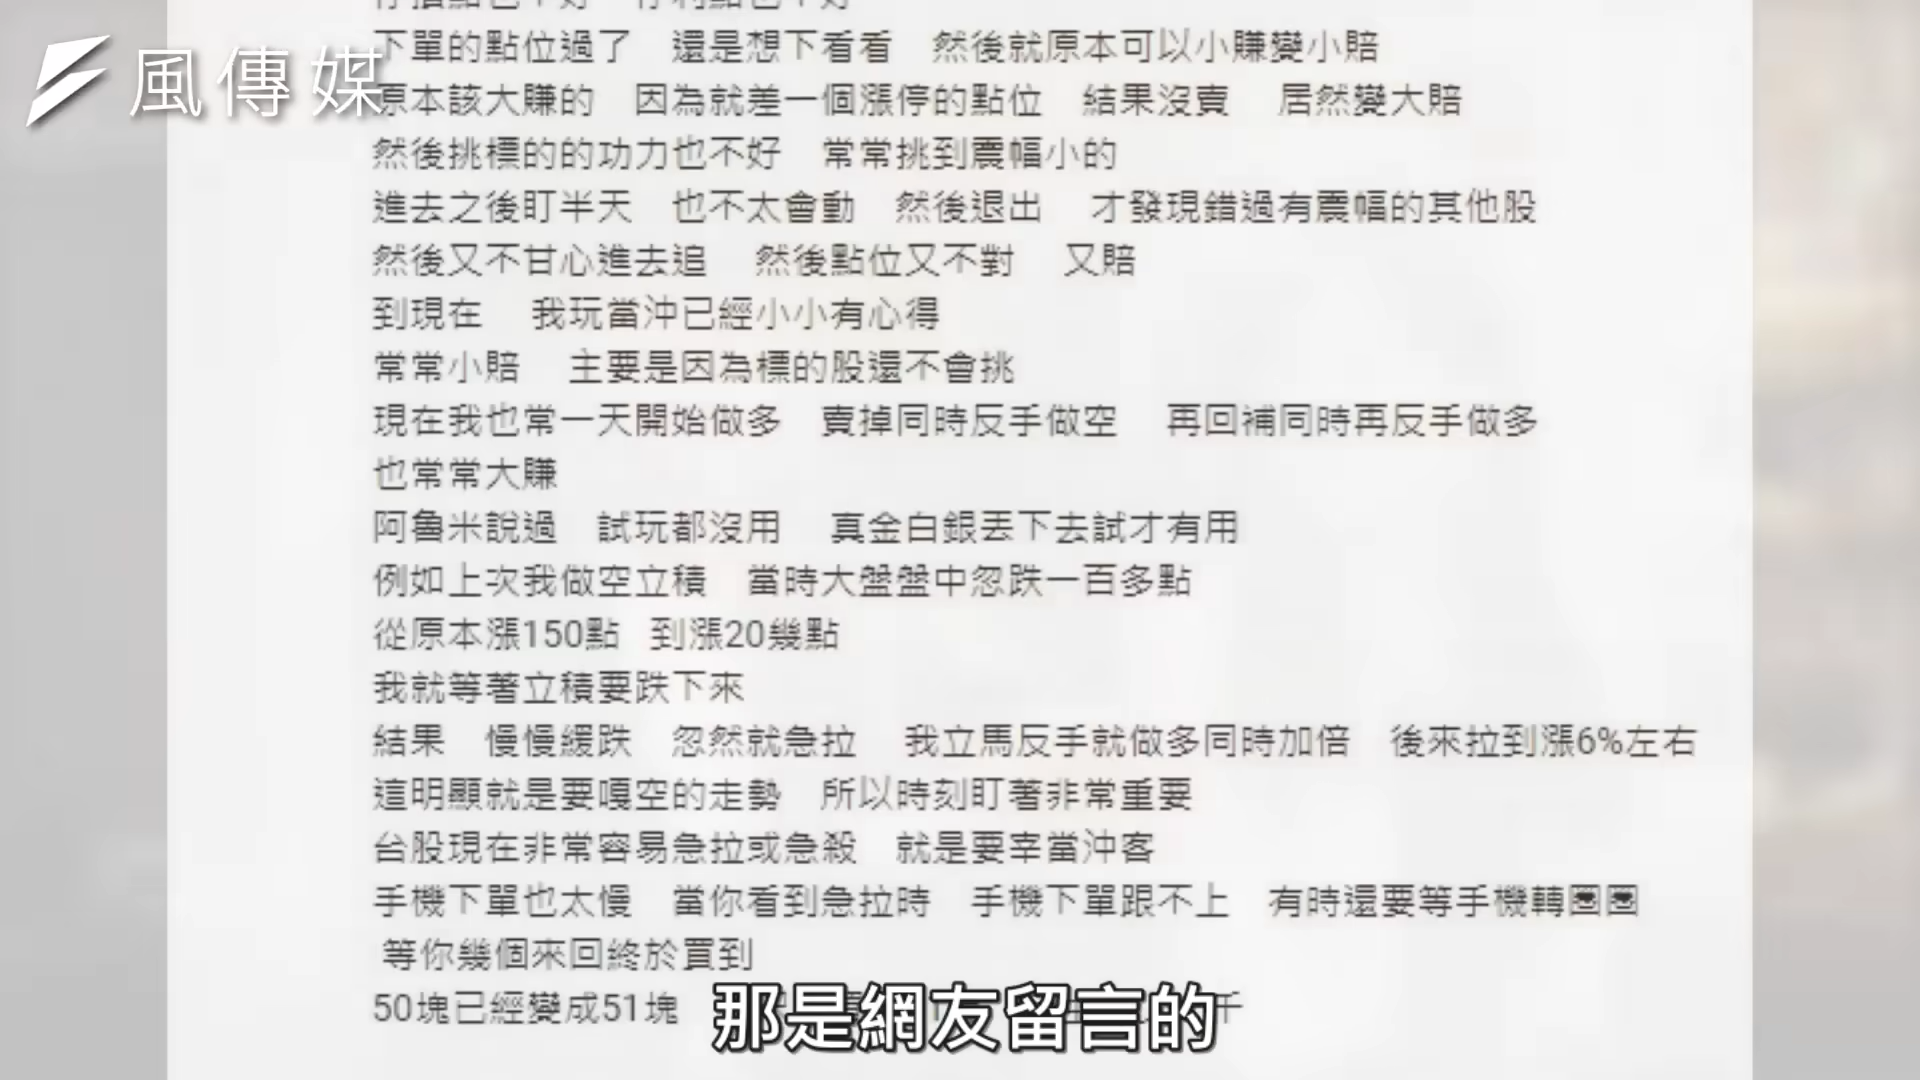 風傳媒
下單的點位過了 還是想下看看 然後就原本可以小賺變小賠
原本該大賺的 因為就差一個漲停的點位 結果沒賣 居然變大賠
然後挑標的的功力也不好 常常挑到震幅小的
進去之後盯半天 也不太會動 然後退出 才發現錯過有震幅的其他股
然後又不甘心進去追 然後點位又不對 又賠
到現在 我玩當沖已經小小有心得
常常小賠 主要是因為標的股還不會挑
現在我也常一天開始做多 賣掉同時反手做空 再回補同時再反手做多
也常常大賺
阿魯米說過 試玩都沒用 真金白銀丟下去試才有用
例如上次我做空立積 當時大盤盤中忽跌一百多點
從原本漲150點 到漲20幾點
我就等著立積要跌下來
結果 慢慢緩跌 忽然就急拉 我立馬反手就做多同時加倍 後來拉到漲6%左右
這明顯就是要嘎空的走勢 所以時刻盯著非常重要
台股現在非常容易急拉或急殺 就是要宰當沖客
手機下單也太慢 當你看到急拉時 手機下單跟不上 有時還要等手機轉圈圈
等你幾個來回終於買到
50塊已經變成51塊 千
那是網友留言的